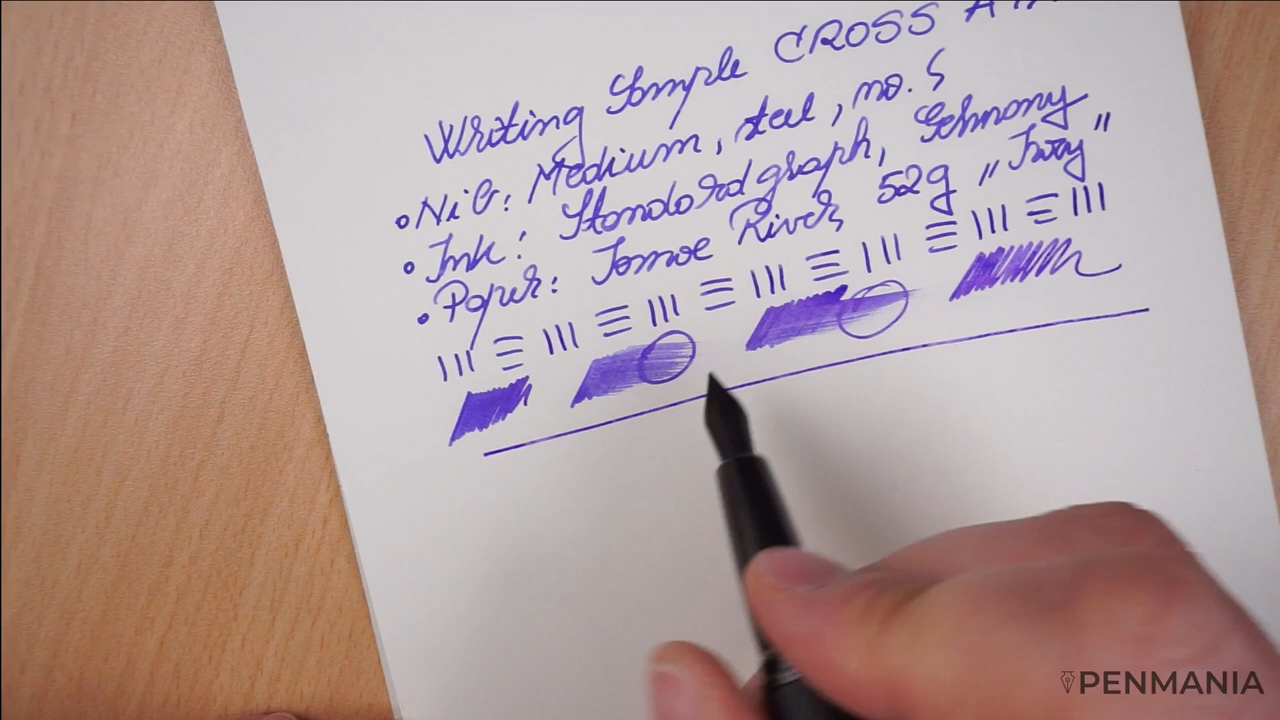 Writing Sample CROSS
• Nib: Medium, steel, no. 5
• Ink: Standardgraph, Germany
• Paper: Tomoe River 52g „Ivory"
PENMANIA